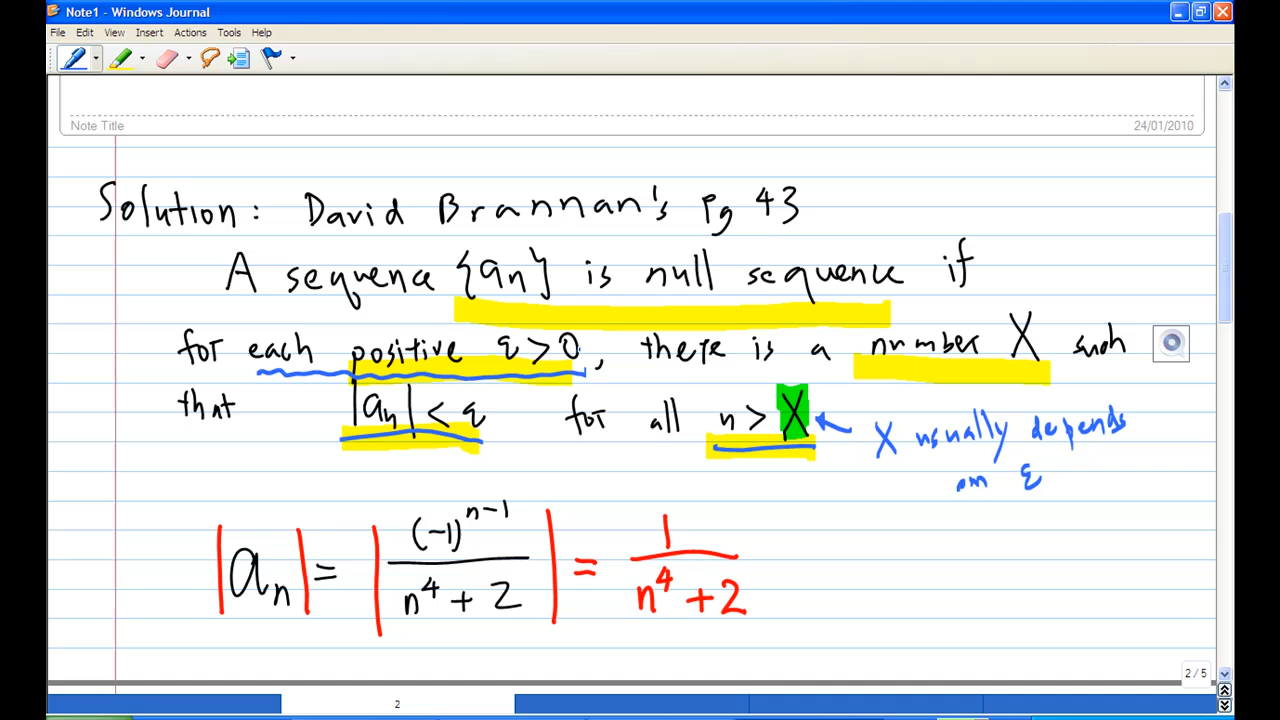 Note1 - Windows Journal
File Edit View Insert Actions Tools Help
Note Title
24/01/2010
Solution: David Brannan's pg 43
A sequence {an} is null sequence if
for each positive ε > 0, there is a number X such
that |an| < ε for all n > X
X usually depends
on ε
|an| = |(-1)^(n-1) / (n^4 + 2)| = 1 / (n^4 + 2)
2 / 5
2